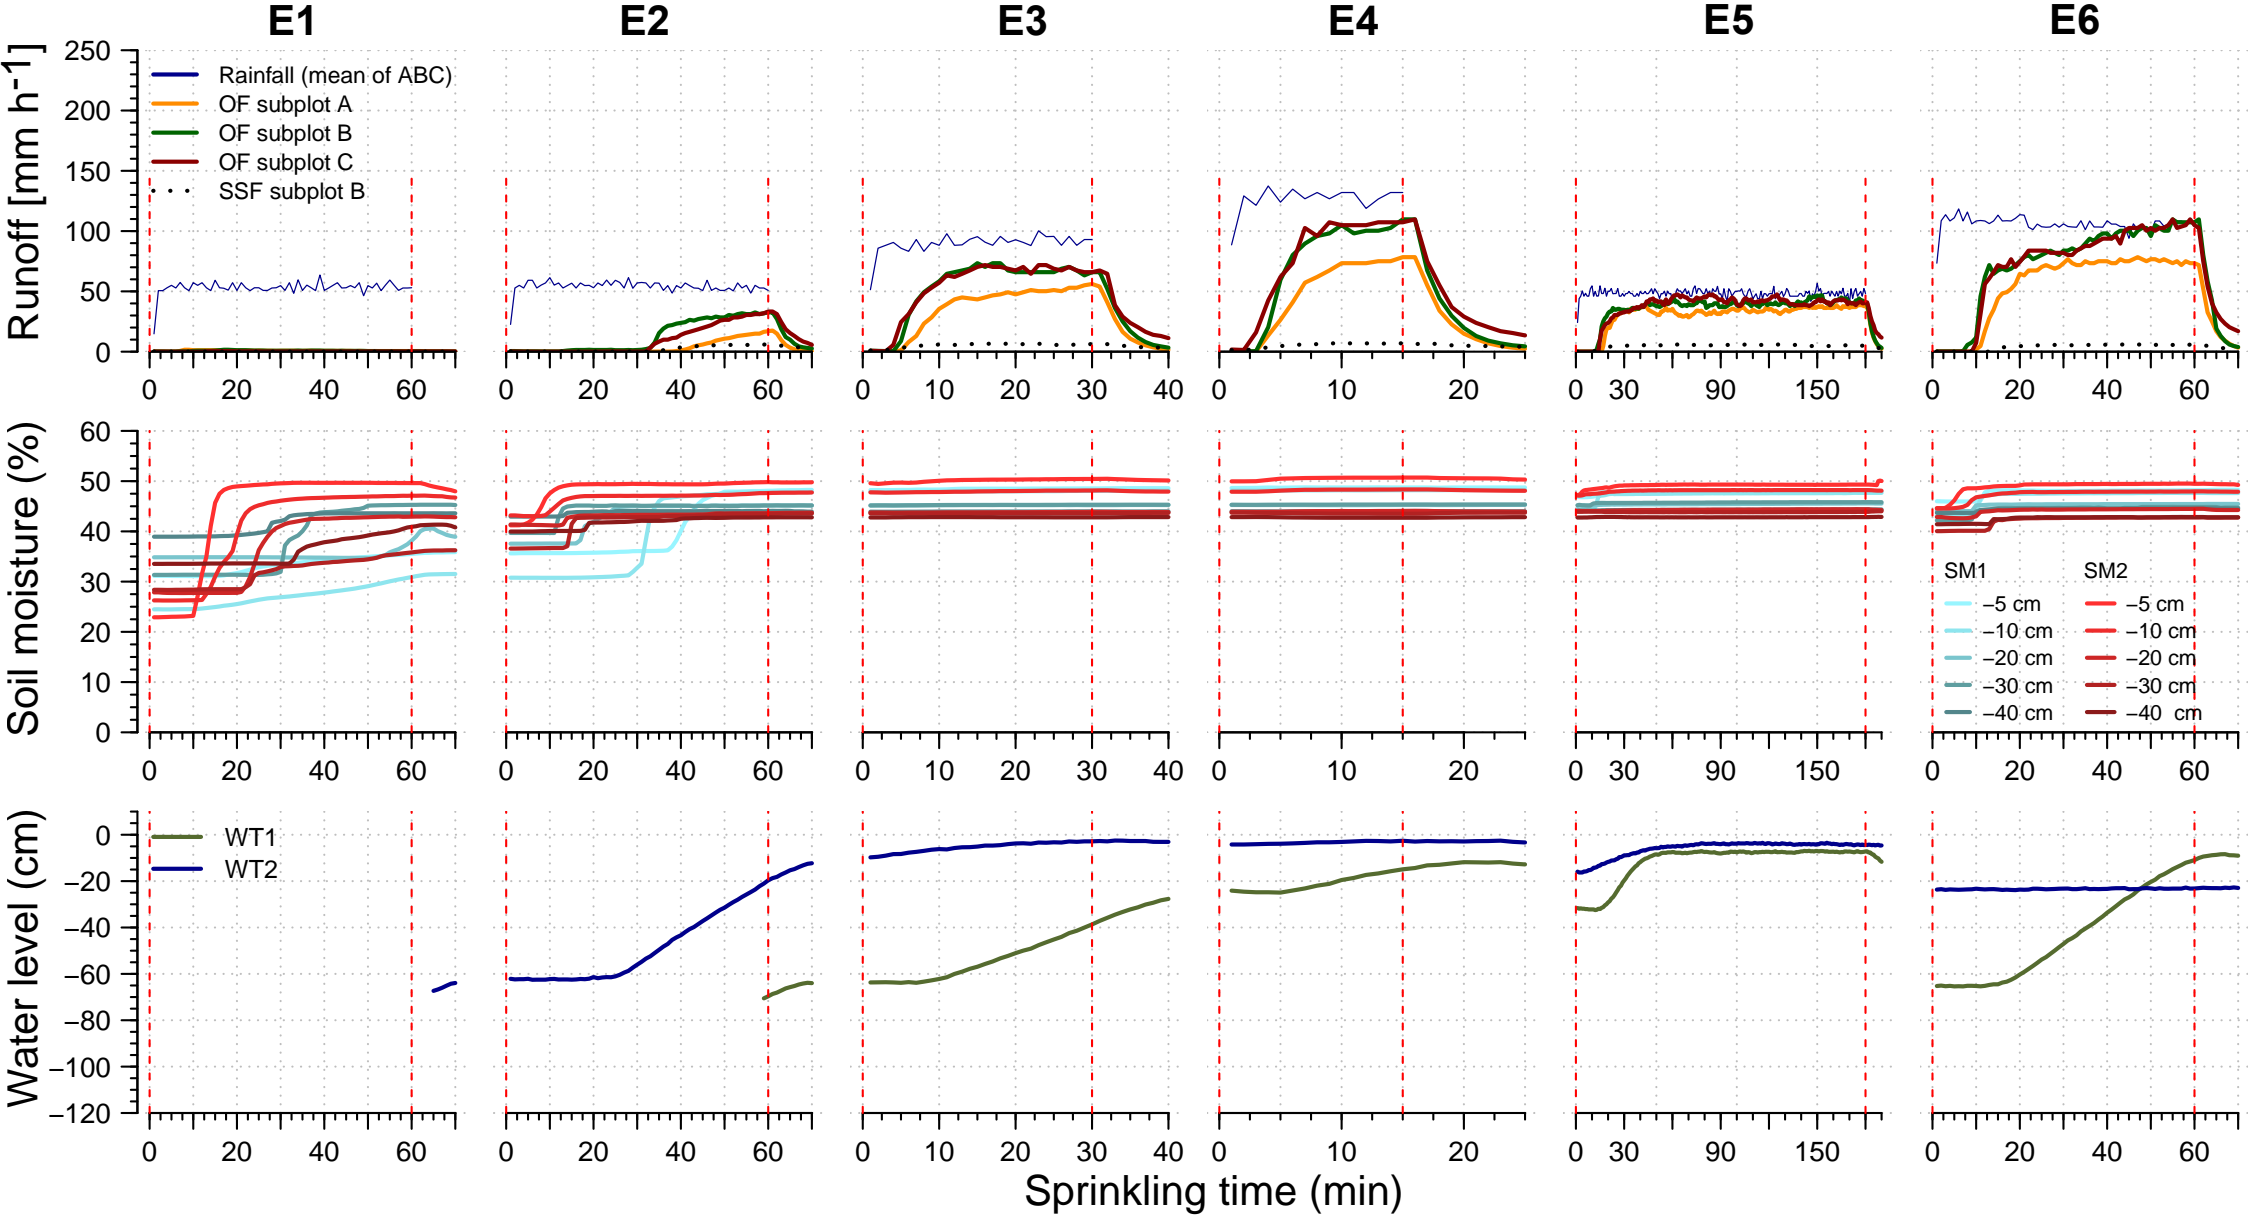 E1 E2 E3 E4 E5 E6
Runoff [mm h-1]
250
200
150
100
50
0
Rainfall (mean of ABC)
OF subplot A
OF subplot B
OF subplot C
SSF subplot B
0 20 40 60 0 20 40 60 0 10 20 30 40 0 10 20 0 30 90 150 0 20 40 60
Soil moisture (%)
60
50
40
30
20
10
0
SM1 SM2
−5 cm −5 cm
−10 cm −10 cm
−20 cm −20 cm
−30 cm −30 cm
−40 cm −40 cm
0 20 40 60 0 20 40 60 0 10 20 30 40 0 10 20 0 30 90 150 0 20 40 60
Water level (cm)
0
−20
−40
−60
−80
−100
−120
WT1
WT2
0 20 40 60 0 20 40 60 0 10 20 30 40 0 10 20 0 30 90 150 0 20 40 60
Sprinkling time (min)